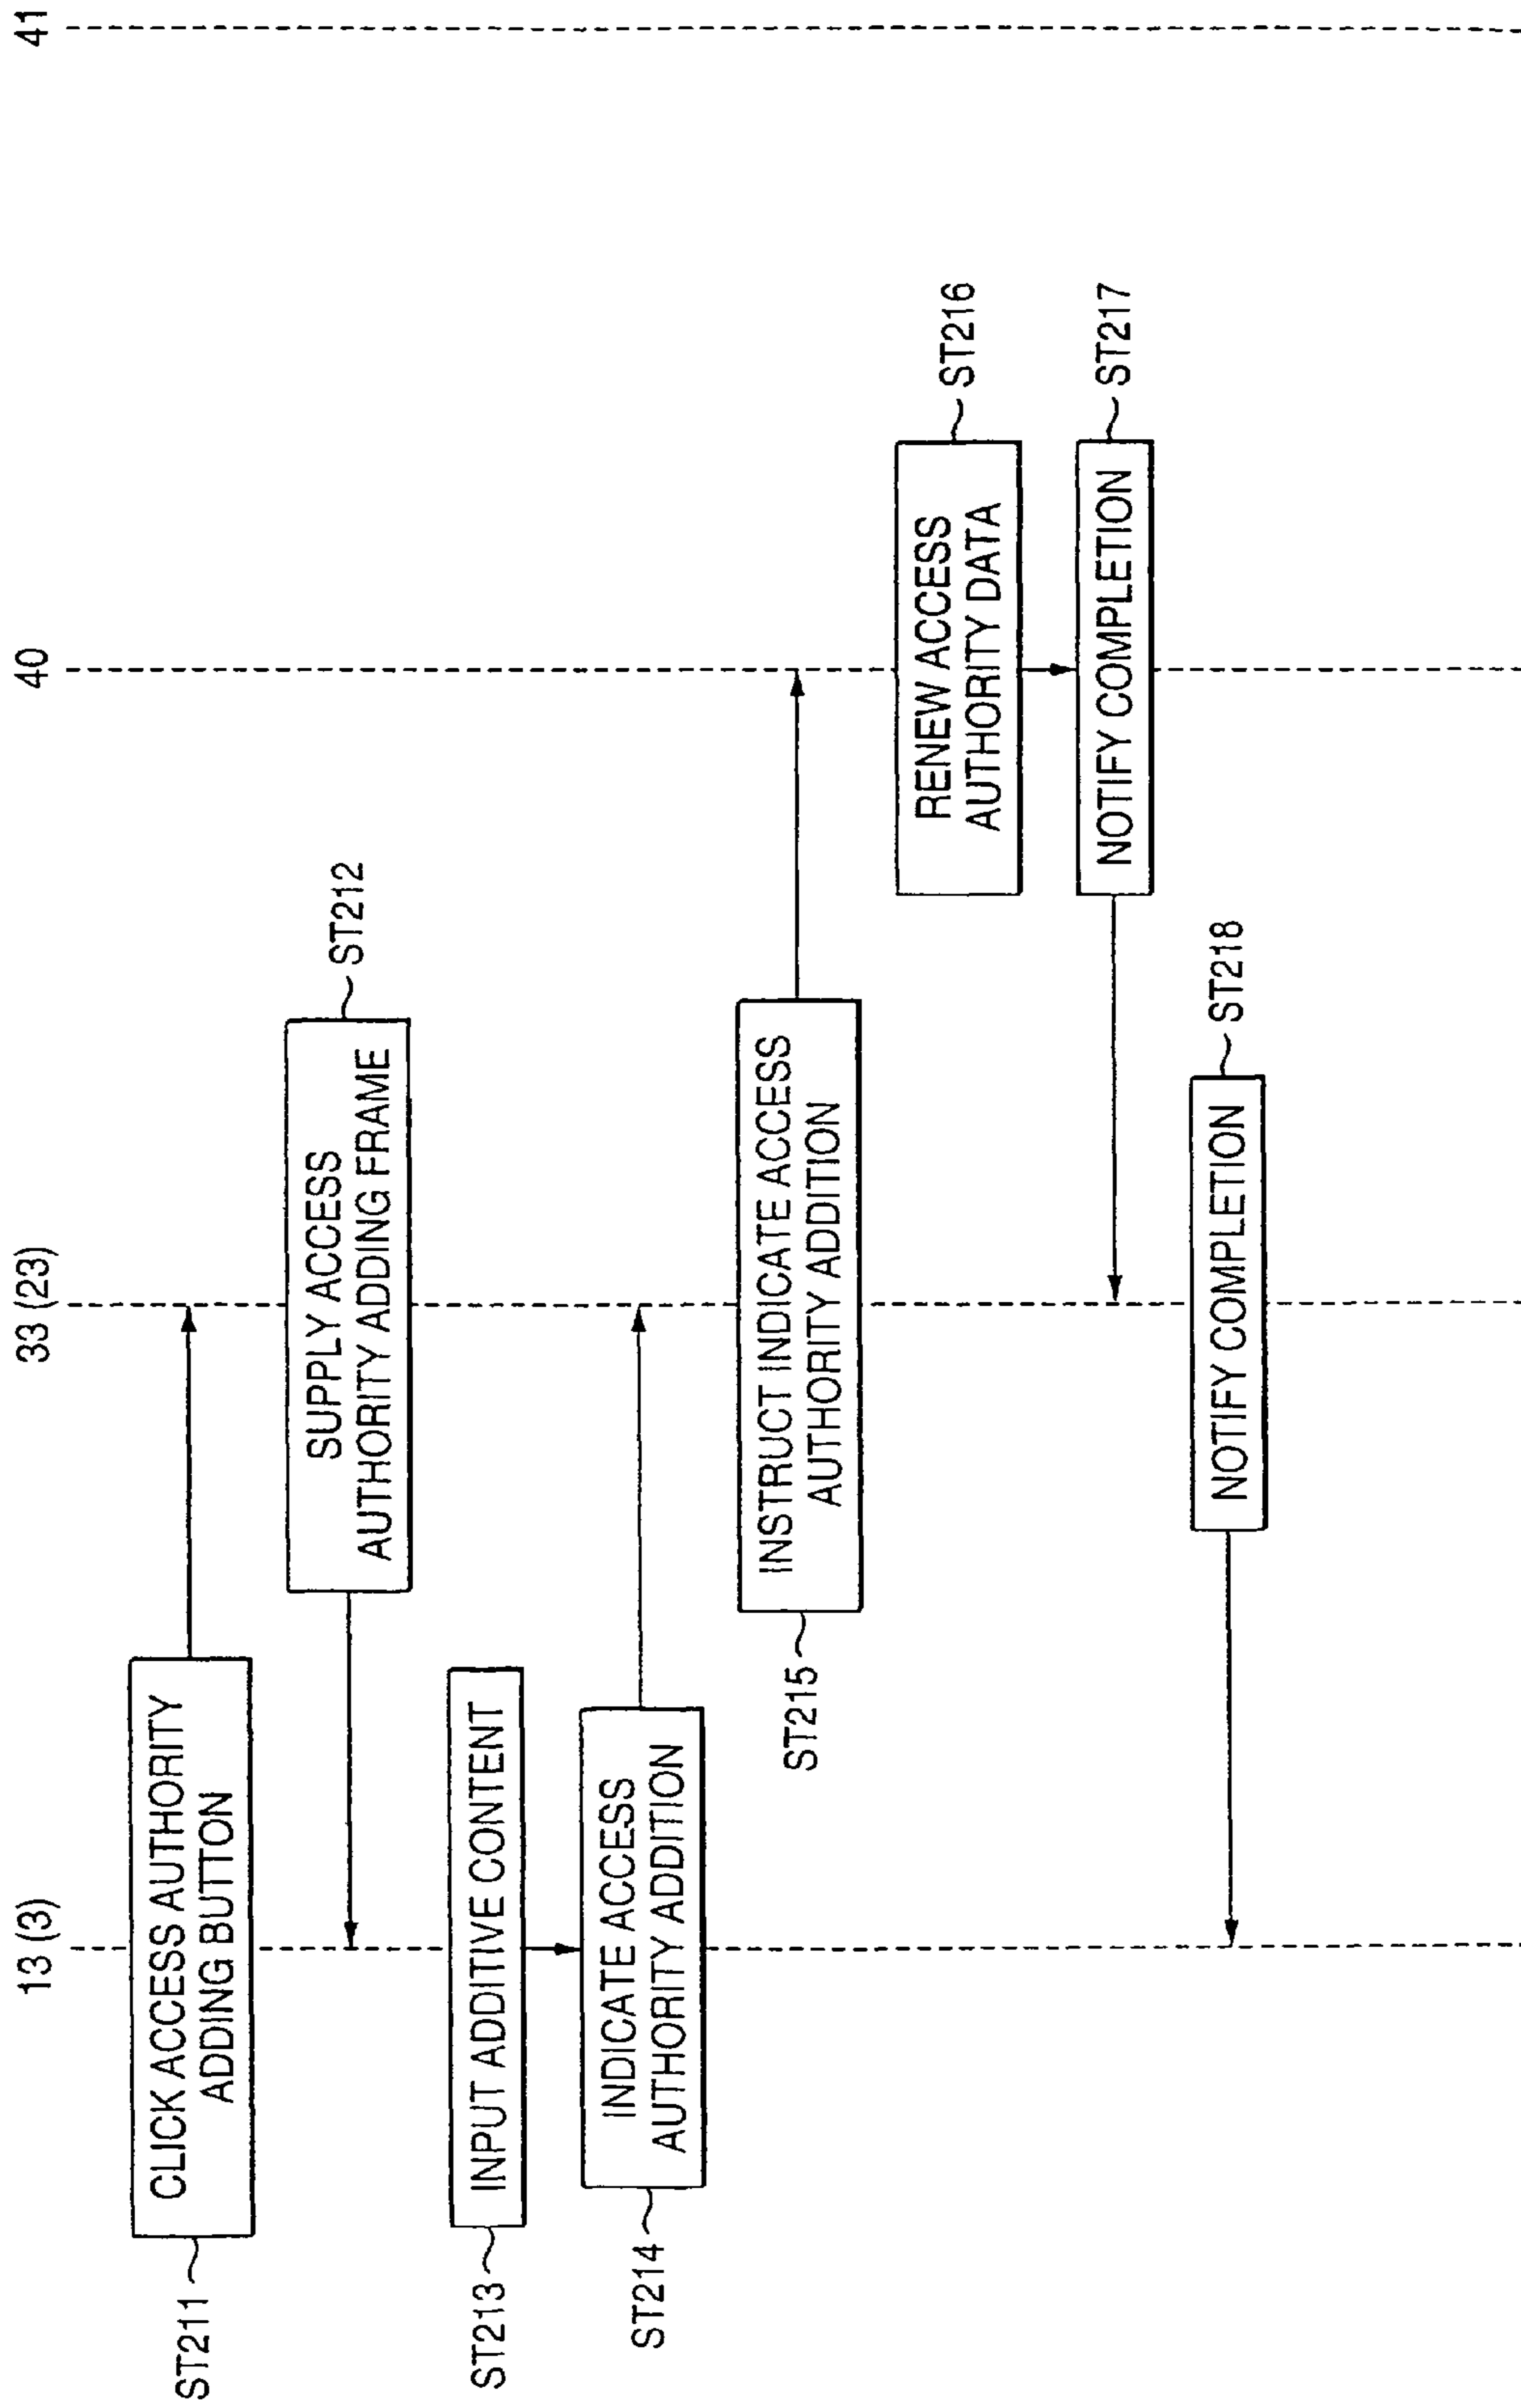 13 (3)
33 (23)
40
41
ST211
CLICK ACCESS AUTHORITY
ADDING BUTTON
SUPPLY ACCESS
AUTHORITY ADDING FRAME
ST212
ST213
INPUT ADDITIVE CONTENT
ST214
INDICATE ACCESS
AUTHORITY ADDITION
ST215
INSTRUCT INDICATE ACCESS
AUTHORITY ADDITION
RENEW ACCESS
AUTHORITY DATA
ST216
NOTIFY COMPLETION
ST217
NOTIFY COMPLETION
ST218